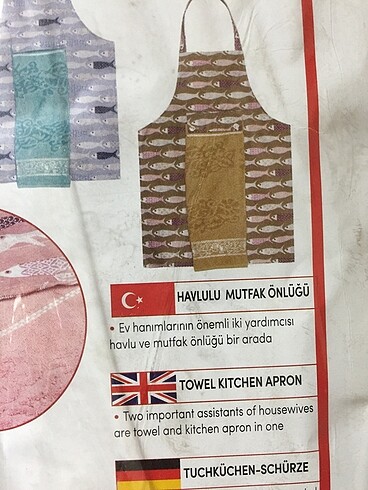 HAVLULU MUTFAK ÖNLÜĞÜ
• Ev hanımlarının önemli iki yardımcısı
havlu ve mutfak önlüğü bir arada
TOWEL KITCHEN APRON
• Two important assistants of housewives
are towel and kitchen apron in one
TUCHKÜCHEN-SCHÜRZE